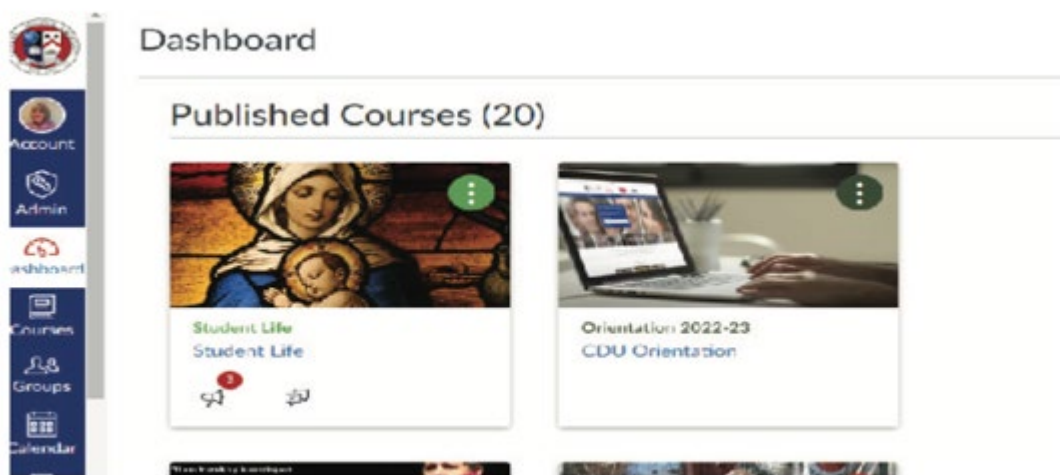 Dashboard
Published Courses (20)
Account
Admin
ashboard
Courses
Groups
Calendar
Student Life
Student Life
3
Orientation 2022-23
CDU Orientation